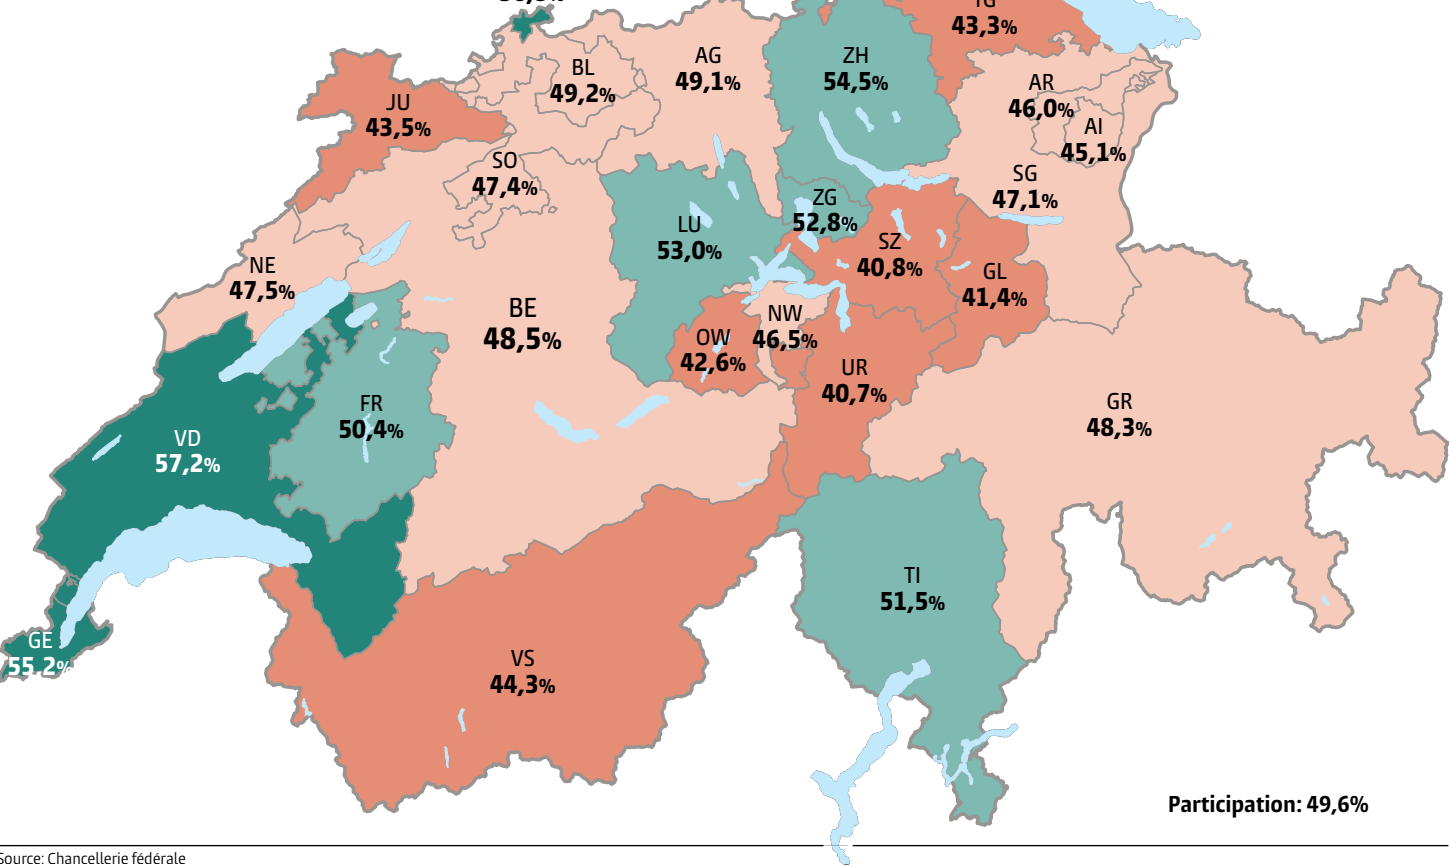 TG
43,3%
ZH
54,5%
AG
49,1%
BL
49,2%
AR
46,0%
JU
43,5%
AI
45,1%
SO
47,4%
SG
47,1%
ZG
52,8%
LU
53,0%
SZ
40,8%
NE
47,5%
GL
41,4%
BE
48,5%
NW
46,5%
OW
42,6%
UR
40,7%
FR
50,4%
GR
48,3%
VD
57,2%
TI
51,5%
GE
55,2%
VS
44,3%
Participation: 49,6%
Source: Chancellerie fédérale